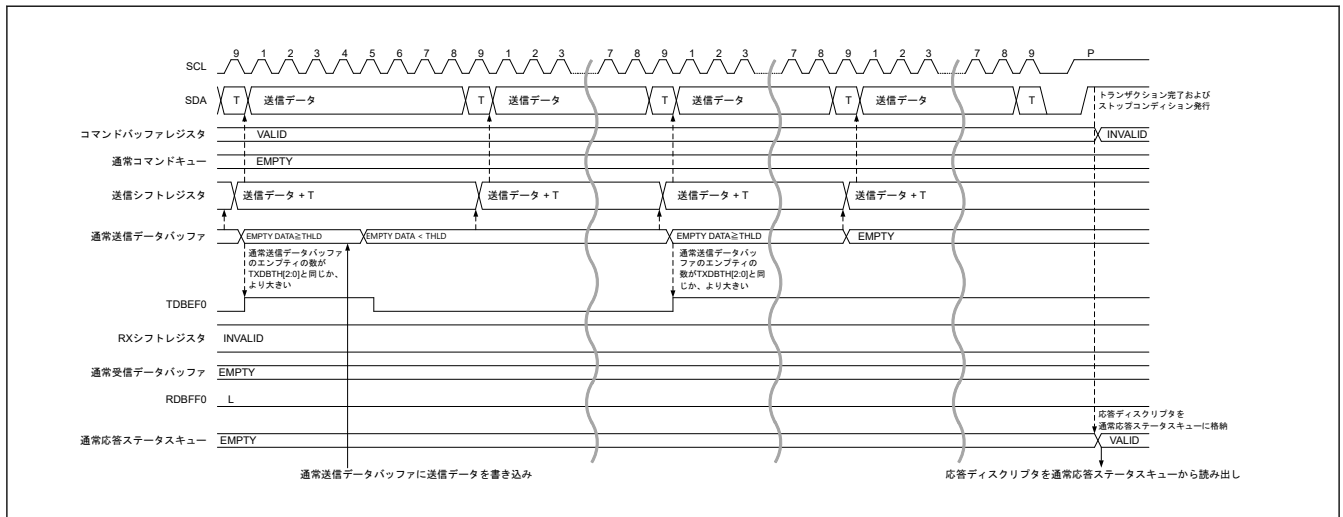 9 1 2 3 4 5 6 7 8 9 1 2 3 7 8 9 1 2 3 7 8 9 1 2 3 7 8 9 P
SCL
SDA T 送信データ T 送信データ T 送信データ T 送信データ T
トランザクション完了および
ストップコンディション発行
コマンドバッファレジスタ VALID INVALID
通常コマンドキュー EMPTY
送信シフトレジスタ 送信データ + T 送信データ + T 送信データ + T 送信データ + T
通常送信データバッファ EMPTY DATA≧THLD EMPTY DATA < THLD EMPTY DATA≧THLD EMPTY
通常送信データバッファ
のエンプティの数が
TXDBTH[2:0]と同じか、
より大きい
通常送信データバッ
ファのエンプティの
数がTXDBTH[2:0]と同
じか、より大きい
TDBEF0
RXシフトレジスタ INVALID
通常受信データバッファ EMPTY
RDBFF0 L
応答ディスクリプタを
通常応答ステータスキューに格納
通常応答ステータスキュー EMPTY VALID
通常送信データバッファに送信データを書き込み
応答ディスクリプタを通常応答ステータスキューから読み出し